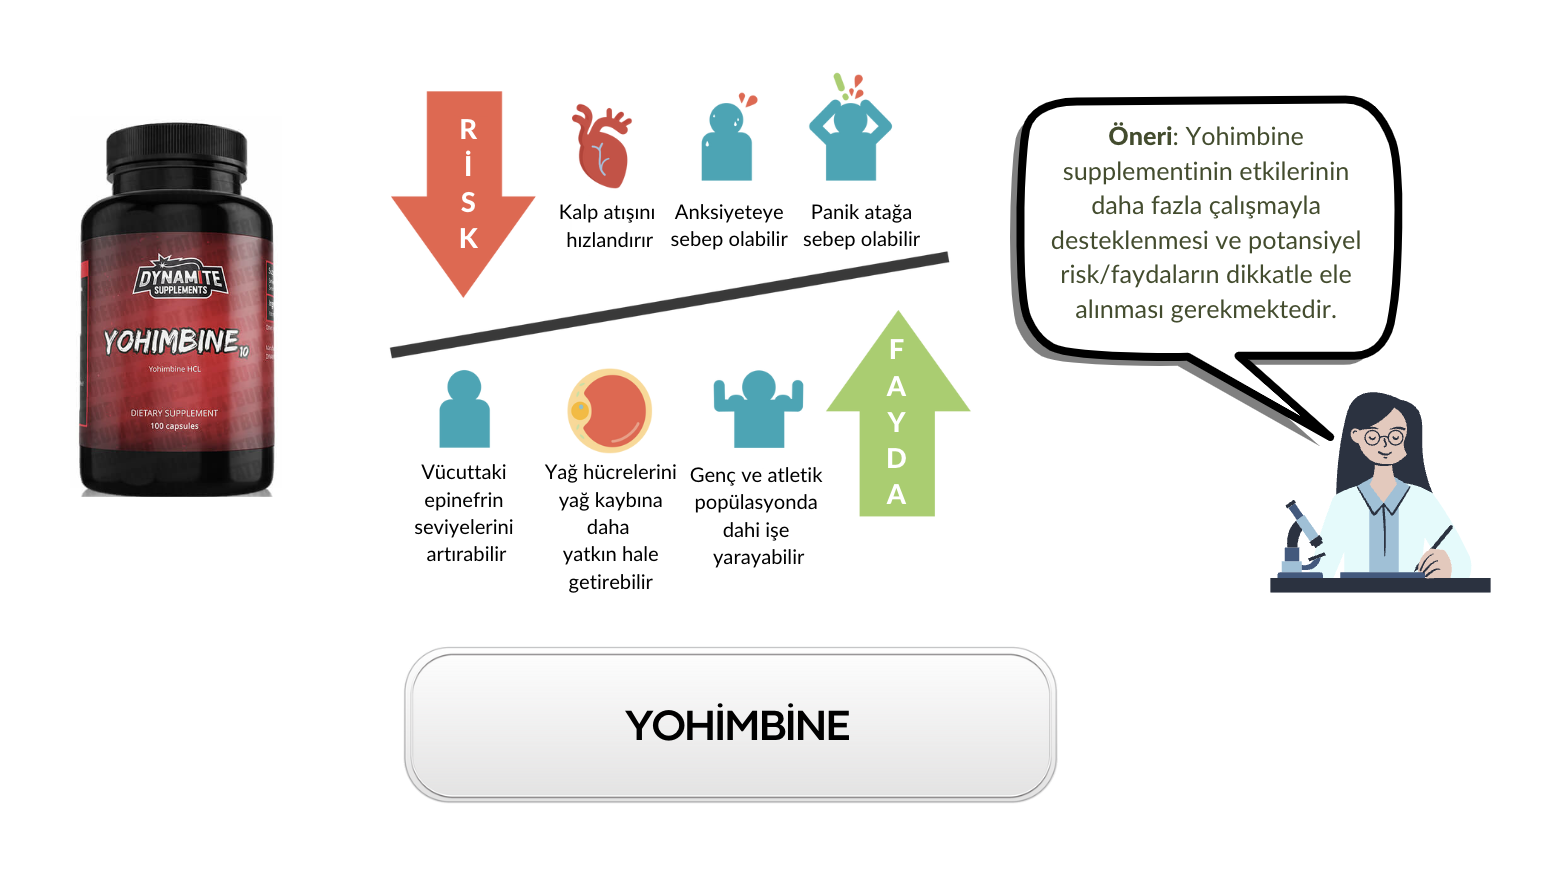 DYNAMITE
SUPPLEMENTS
YOHIMBINE 10
Yohimbine HCL
DIETARY SUPPLEMENT
100 capsules
RİSK
Kalp atışını
hızlandırır
Anksiyeteye
sebep olabilir
Panik atağa
sebep olabilir
Vücuttaki
epinefrin
seviyelerini
artırabilir
Yağ hücrelerini
yağ kaybına
daha
yatkın hale
getirebilir
Genç ve atletik
popülasyonda
dahi işe
yarayabilir
FAYDA
Öneri: Yohimbine
supplementinin etkilerinin
daha fazla çalışmayla
desteklenmesi ve potansiyel
risk/faydaların dikkatle ele
alınması gerekmektedir.
YOHİMBİNE